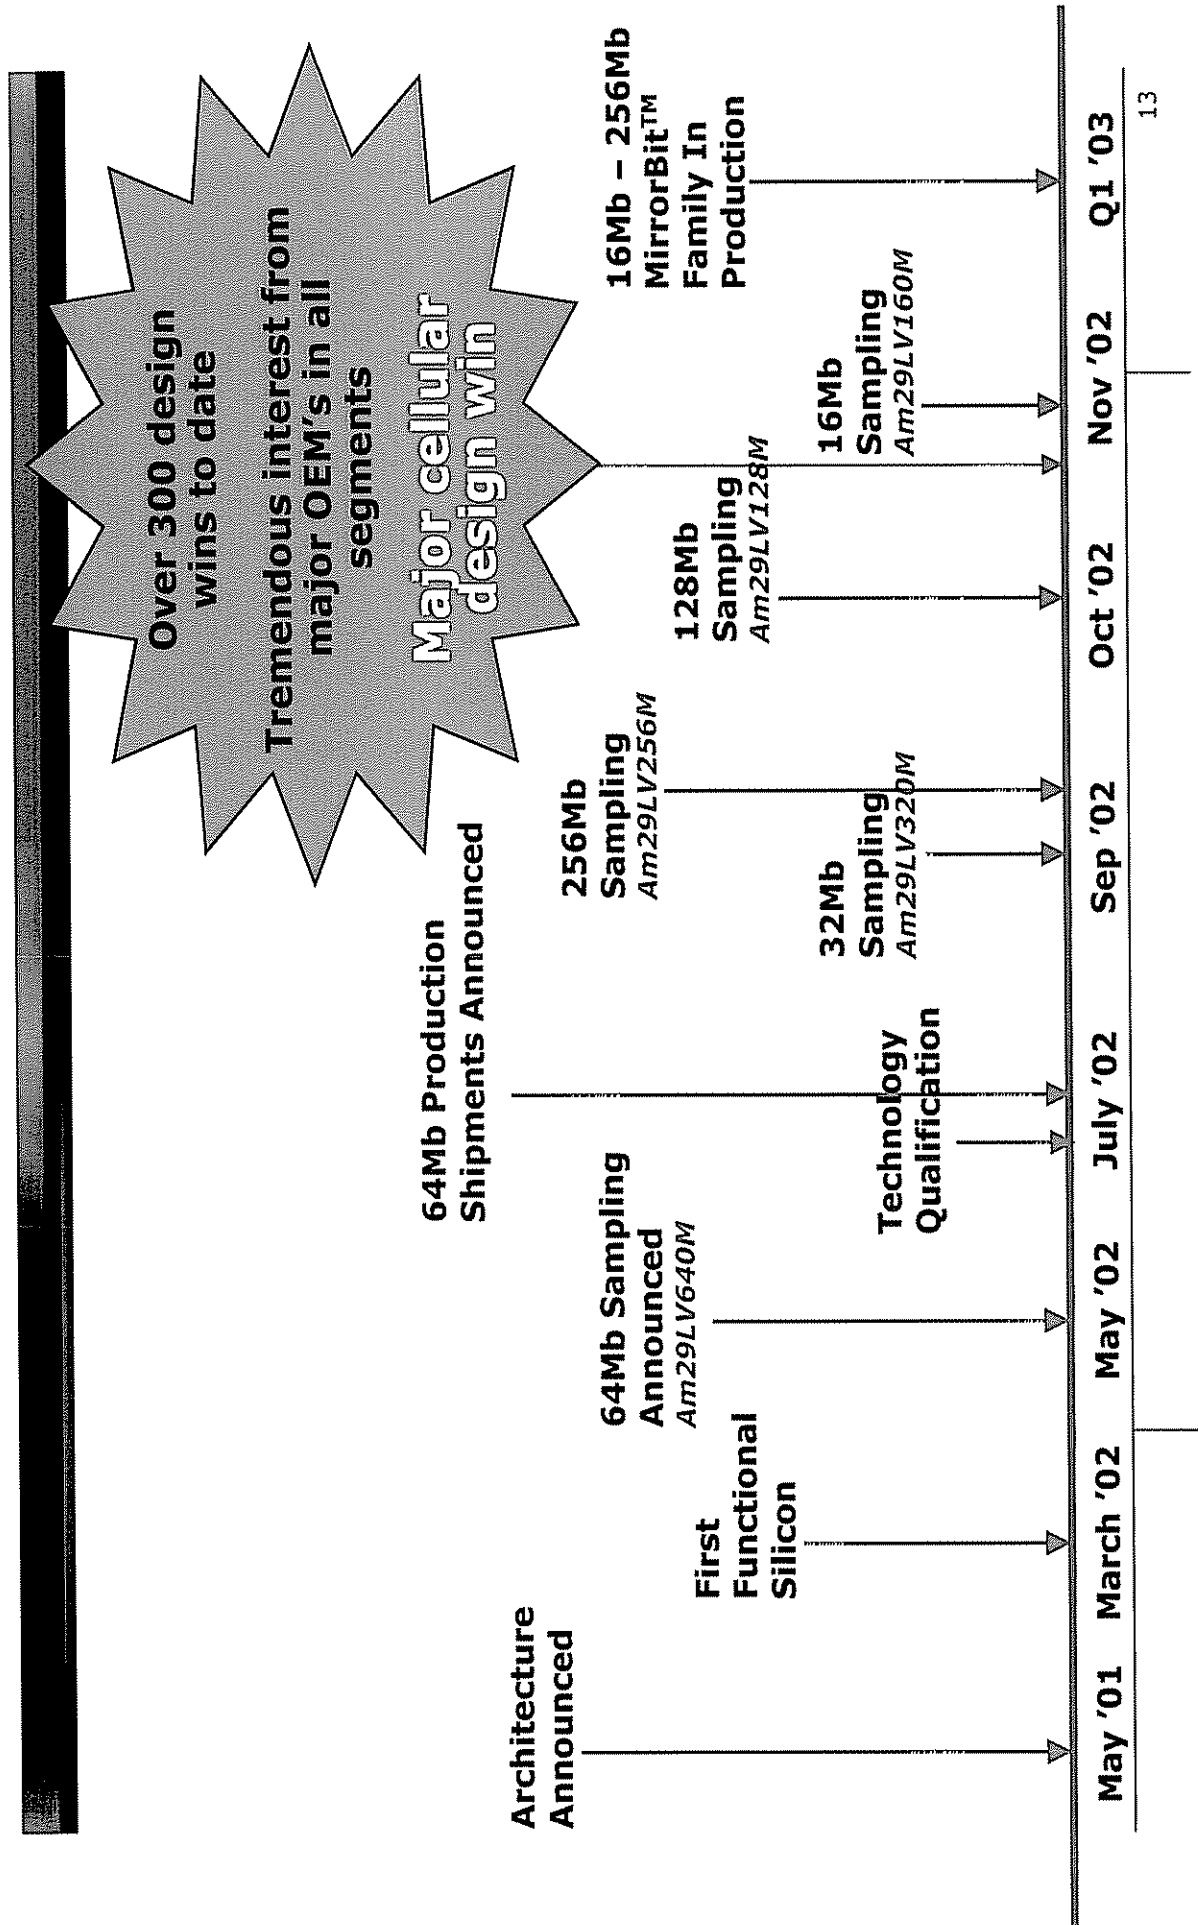 Over 300 design
wins to date
Tremendous interest from
major OEM's in all
segments
Major cellular
design win
Architecture
Announced
First
Functional
Silicon
64Mb Sampling
Announced
Am29LV640M
64Mb Production
Shipments Announced
Technology
Qualification
256Mb
Sampling
Am29LV256M
32Mb
Sampling
Am29LV320M
128Mb
Sampling
Am29LV128M
16Mb
Sampling
Am29LV160M
16Mb – 256Mb
MirrorBit™
Family In
Production
May '01 March '02 May '02 July '02 Sep '02 Oct '02 Nov '02 Q1 '03
13